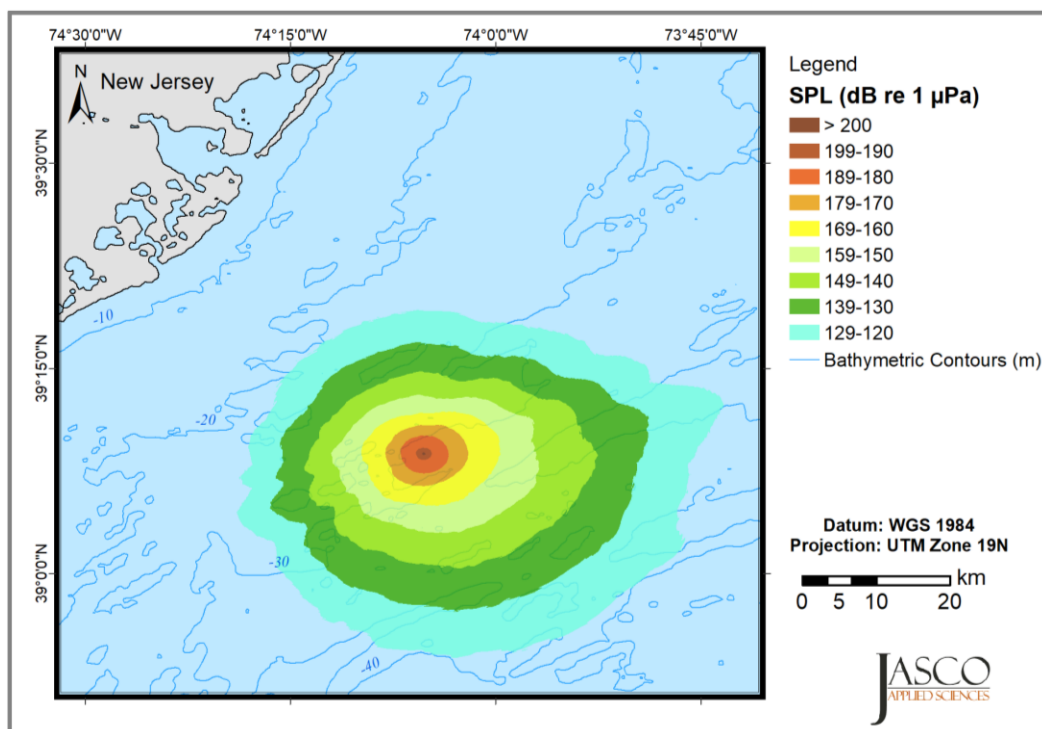 74°30'0"W 74°15'0"W 74°0'0"W 73°45'0"W
N
New Jersey
39°30'0"N
39°15'0"N
39°0'0"N
-10
-20
-30
-40
Legend
SPL (dB re 1 µPa)
> 200
199-190
189-180
179-170
169-160
159-150
149-140
139-130
129-120
Bathymetric Contours (m)
Datum: WGS 1984
Projection: UTM Zone 19N
km
0 5 10 20
JASCO
APPLIED SCIENCES